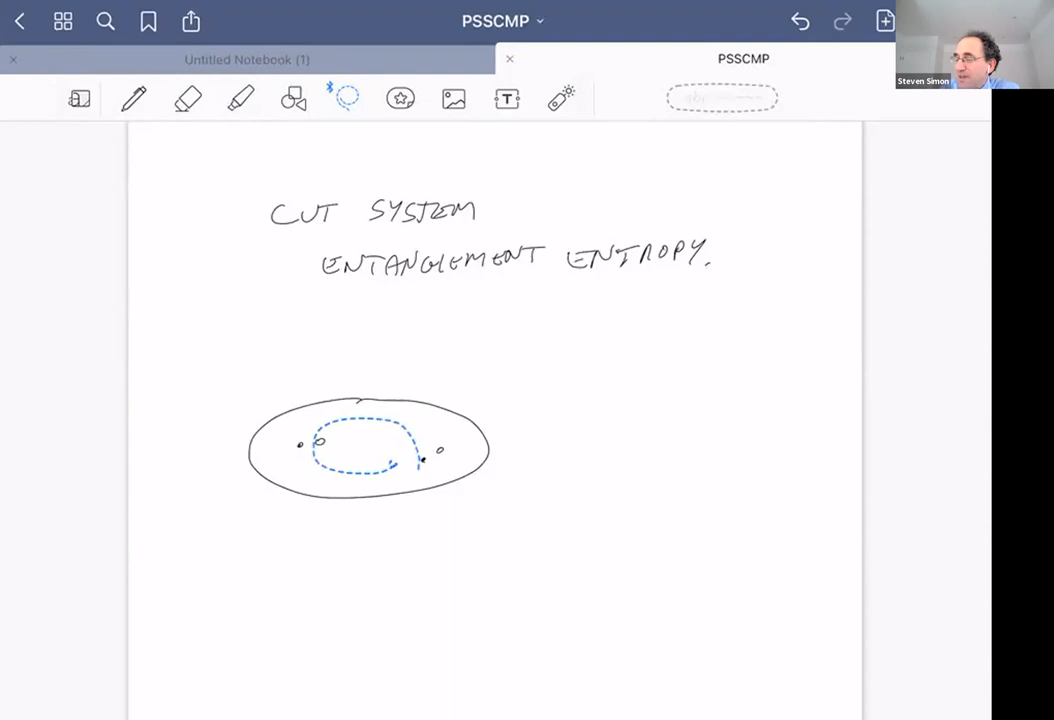 PSSCMP
Untitled Notebook (1)
PSSCMP
Steven Simon
T
CUT SYSTEM
ENTANGLEMENT ENTROPY.